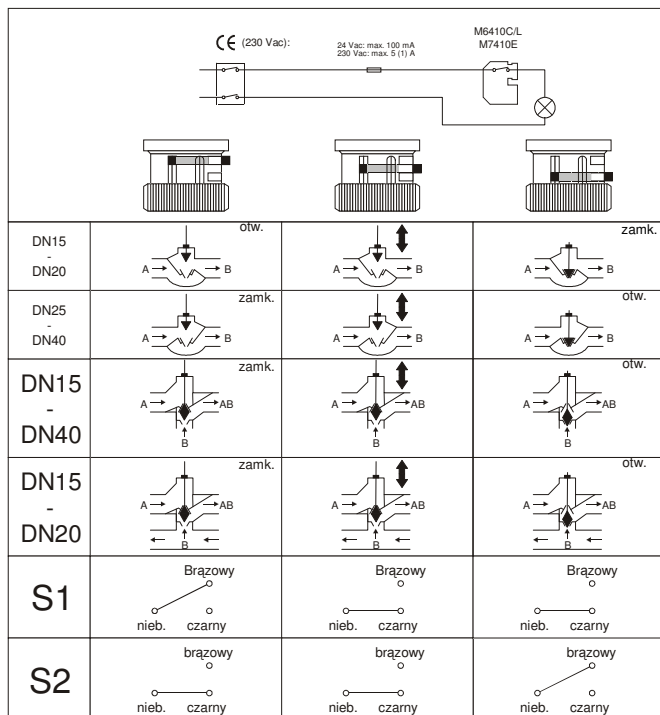 M6410C/L
M7410E
CE (230 Vac):
24 Vac: max. 100 mA
230 Vac: max. 5 (1) A
DN15 - DN20
otw.
zamk.
A B
A B
A B
DN25 - DN40
zamk.
otw.
A B
A B
A B
DN15 - DN40
zamk.
otw.
A AB
B
A AB
B
A AB
B
DN15 - DN20
zamk.
otw.
A AB
B
A AB
B
A AB
B
S1
Brązowy
nieb. czarny
Brązowy
nieb. czarny
Brązowy
nieb. czarny
S2
brązowy
nieb. czarny
brązowy
nieb. czarny
brązowy
nieb. czarny